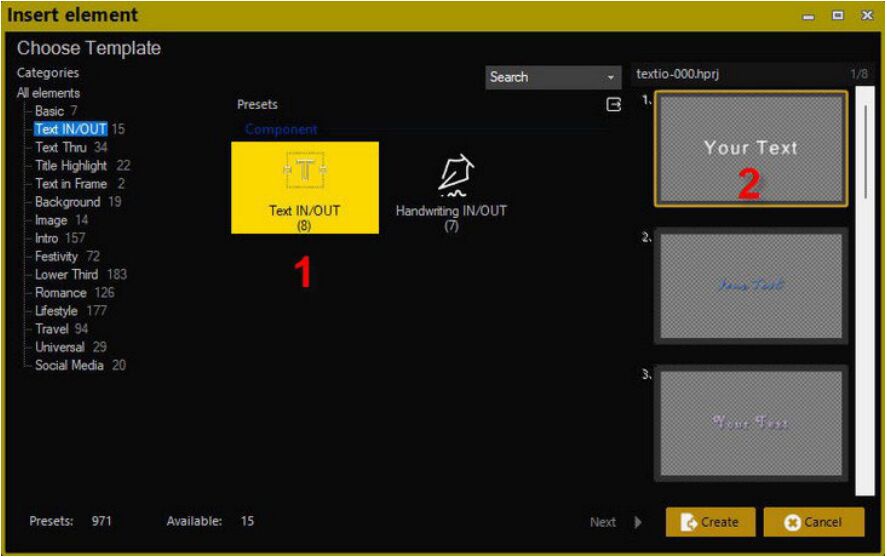 Insert element
Choose Template
Categories
All elements
Basic 7
Text IN/OUT 15
Text Thru 34
Title Highlight 22
Text in Frame 2
Background 19
Image 14
Intro 157
Festivity 72
Lower Third 183
Romance 126
Lifestyle 177
Travel 94
Universal 29
Social Media 20
Search
Presets
Component
Text IN/OUT
(8)
Handwriting IN/OUT
(7)
1
textio-000.hprj 1/8
1.
Your Text
2
2.
Your Text
3.
Your Text
Presets: 971 Available: 15 Next Create Cancel